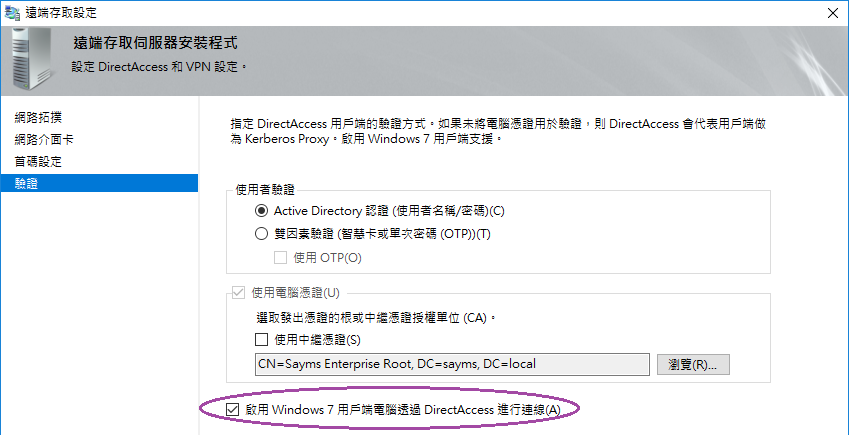 遠端存取設定
遠端存取伺服器安裝程式
設定 DirectAccess 和 VPN 設定。
網路拓撲
網路介面卡
首碼設定
驗證
指定 DirectAccess 用戶端的驗證方式。如果未將電腦憑證用於驗證，則 DirectAccess 會代表用戶端做
為 Kerberos Proxy。啟用 Windows 7 用戶端支援。
使用者驗證
Active Directory 認證 (使用者名稱/密碼)(C)
雙因素驗證 (智慧卡或單次密碼 (OTP))(T)
使用 OTP(O)
使用電腦憑證(U)
選取發出憑證的根或中繼憑證授權單位 (CA)。
使用中繼憑證(S)
CN=Sayms Enterprise Root, DC=sayms, DC=local
瀏覽(R)...
啟用 Windows 7 用戶端電腦透過 DirectAccess 進行連線(A)